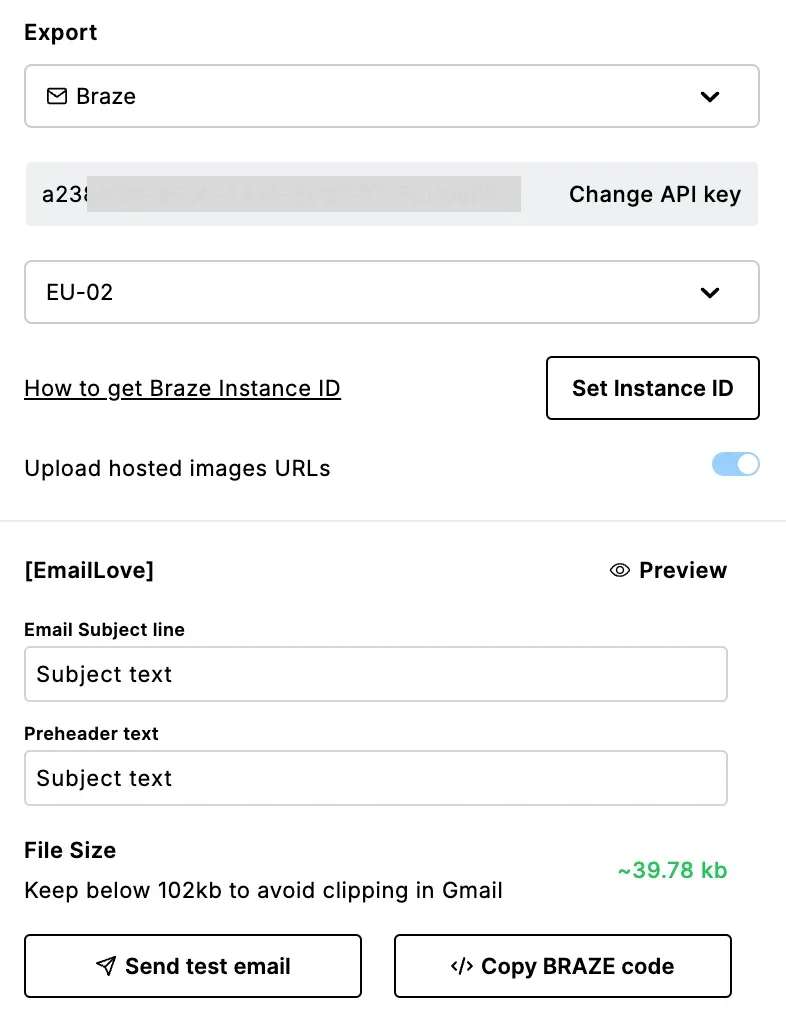 Export
Braze
a238
Change API key
EU-02
How to get Braze Instance ID
Set Instance ID
Upload hosted images URLs
[EmailLove]
Preview
Email Subject line
Subject text
Preheader text
Subject text
File Size
~39.78 kb
Keep below 102kb to avoid clipping in Gmail
Send test email
</> Copy BRAZE code